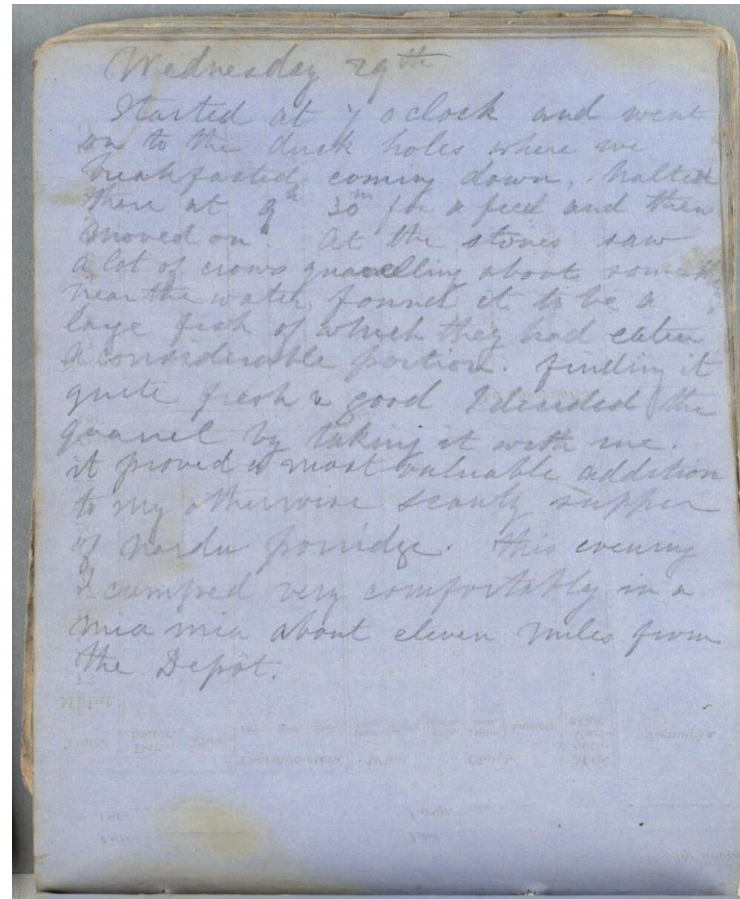 Wednesday 29th
Started at 7 o clock and went
on to the duck holes where we
breakfasted coming down, halted
there at 9h 30m for a feed and then
moved on. At the stones saw
a lot of crows quarrelling about
near the water found it to be a
large fish of which they had eaten
a considerable portion. finding it
quite fresh & good I decided the
quarrel by taking it with me.
it proved a most valuable addition
to my otherwise scanty supper
of nardu porridge. this evening
I camped very comfortably in a
mia mia about eleven miles from
the Depôt.
Thermometers
Wind
Clouds
Remarks